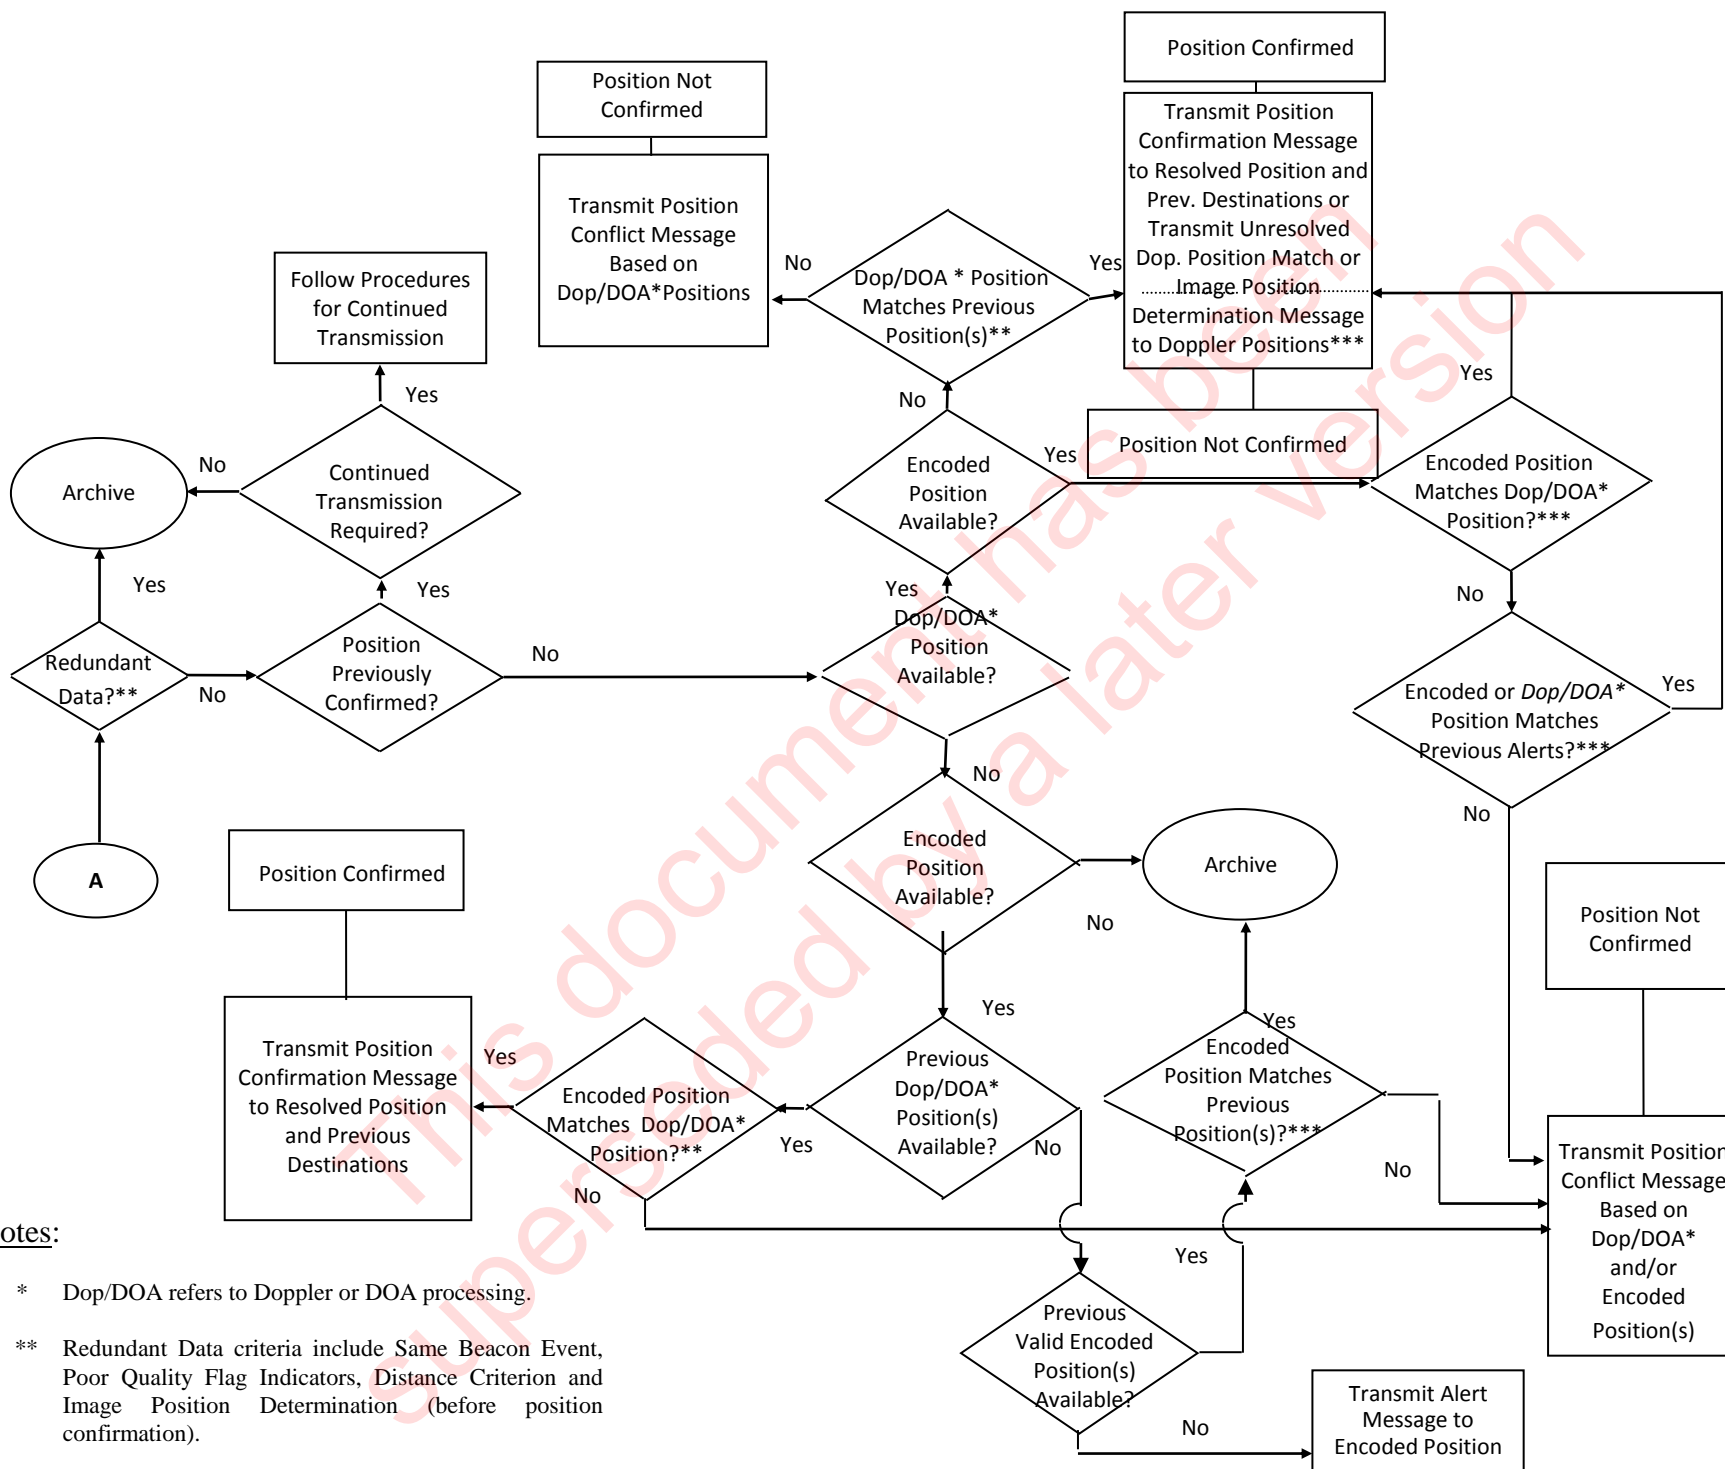 Position Confirmed
Position Not
Confirmed
Transmit Position
Confirmation Message
to Resolved Position and
Prev. Destinations or
Transmit Unresolved
Dop. Position Match or
Image Position
Determination Message
to Doppler Positions***
Transmit Position
Conflict Message
Based on
Dop/DOA*Positions
No
Dop/DOA * Position
Matches Previous
Position(s)**
Yes
Follow Procedures
for Continued
Transmission
Yes
No
Yes
Position Not Confirmed
Yes
Archive
No
Continued
Transmission
Required?
Encoded
Position
Available?
Encoded Position
Matches Dop/DOA*
Position?***
Yes
Yes
Yes
No
Redundant
Data?**
No
Position
Previously
Confirmed?
No
Dop/DOA*
Position
Available?
Encoded or Dop/DOA*
Position Matches
Previous Alerts?***
Yes
No
No
A
Position Confirmed
Encoded
Position
Available?
No
Archive
Position Not
Confirmed
Yes
Transmit Position
Confirmation Message
to Resolved Position
and Previous
Destinations
Yes
Encoded Position
Matches Dop/DOA*
Position?**
No
Yes
Previous
Dop/DOA*
Position(s)
Available?
No
Yes
Encoded
Position Matches
Previous
Position(s)?***
No
Transmit Position
Conflict Message
Based on
Dop/DOA*
and/or
Encoded
Position(s)
Yes
Previous
Valid Encoded
Position(s)
Available?
No
Transmit Alert
Message to
Encoded Position
otes:
* Dop/DOA refers to Doppler or DOA processing.
** Redundant Data criteria include Same Beacon Event,
Poor Quality Flag Indicators, Distance Criterion and
Image Position Determination (before position
confirmation).
This document has been
superseded by a later version